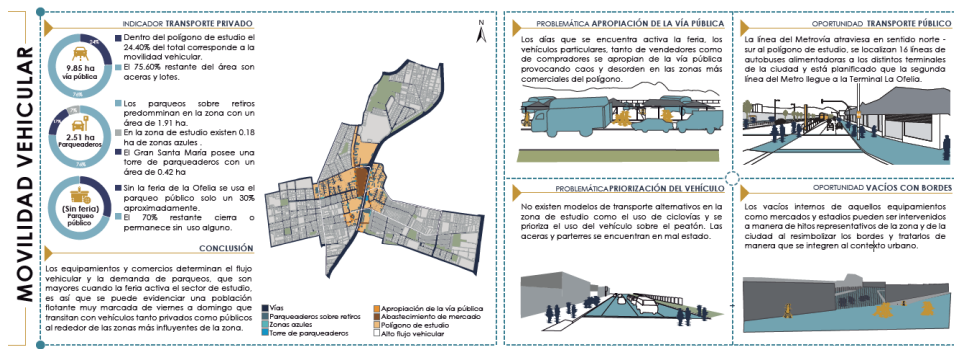 MOVILIDAD VEHICULAR
INDICADOR TRANSPORTE PRIVADO
24%
9.85 ha
vía pública
76%
Dentro del polígono de estudio el
24.40% del total corresponde a la
movilidad vehicular.
El 75.60% restante del área son
aceras y lotes.
7%
17%
2.51 ha
Parqueaderos
76%
Los parqueos sobre retiros
predomminan en la zona con un
área de 1.91 ha.
En la zona de estudio existen 0.18
ha de zonas azules .
El Gran Santa María posee una
torre de parqueaderos con un
área de 0.42 ha
(Sin feria)
Parqueo
público
Sin la feria de la Ofelia se usa el
parqueo público solo un 30%
aproximadamente.
El 70% restante cierra o
permanece sin uso alguno.
CONCLUSIÓN
Los equipamientos y comercios determinan el flujo
vehicular y la demanda de parqueos, que son
mayores cuando la feria activa el sector de estudio,
es así que se puede evidenciar una población
flotante muy marcada de viernes a domingo que
transitan con vehículos tanto privados como públicos
al rededor de las zonas más influyentes de la zona.
N
Vías
Parqueaderos sobre retiros
Zonas azules
Torre de parqueaderos
Apropiación de la vía pública
Abastecimiento de mercado
Polígono de estudio
Alto flujo vehicular
PROBLEMÁTICA APROPIACIÓN DE LA VÍA PÚBLICA
Los días que se encuentra activa la feria, los
vehículos particulares, tanto de vendedores como
de compradores se apropian de la vía pública
provocando caos y desorden en las zonas más
comerciales del polígono.
OPORTUNIDAD TRANSPORTE PÚBLICO
La línea del Metrovía atraviesa en sentido norte -
sur al polígono de estudio, se localizan 16 líneas de
autobuses alimentadoras a los distintos terminales
de la ciudad y está planificado que la segunda
línea del Metro llegue a la Terminal La Ofelia.
PROBLEMÁTICA PRIORIZACIÓN DEL VEHÍCULO
No existen modelos de transporte alternativos en la
zona de estudio como el uso de ciclovías y se
prioriza el uso del vehículo sobre el peatón. Las
aceras y parterres se encuentran en mal estado.
OPORTUNIDAD VACÍOS CON BORDES
Los vacíos internos de aquellos equipamientos
como mercados y estadios pueden ser intervenidos
a manera de hitos representativos de la zona y de la
ciudad al resimbolizar los bordes y tratarlos de
manera que se integren al contexto urbano.